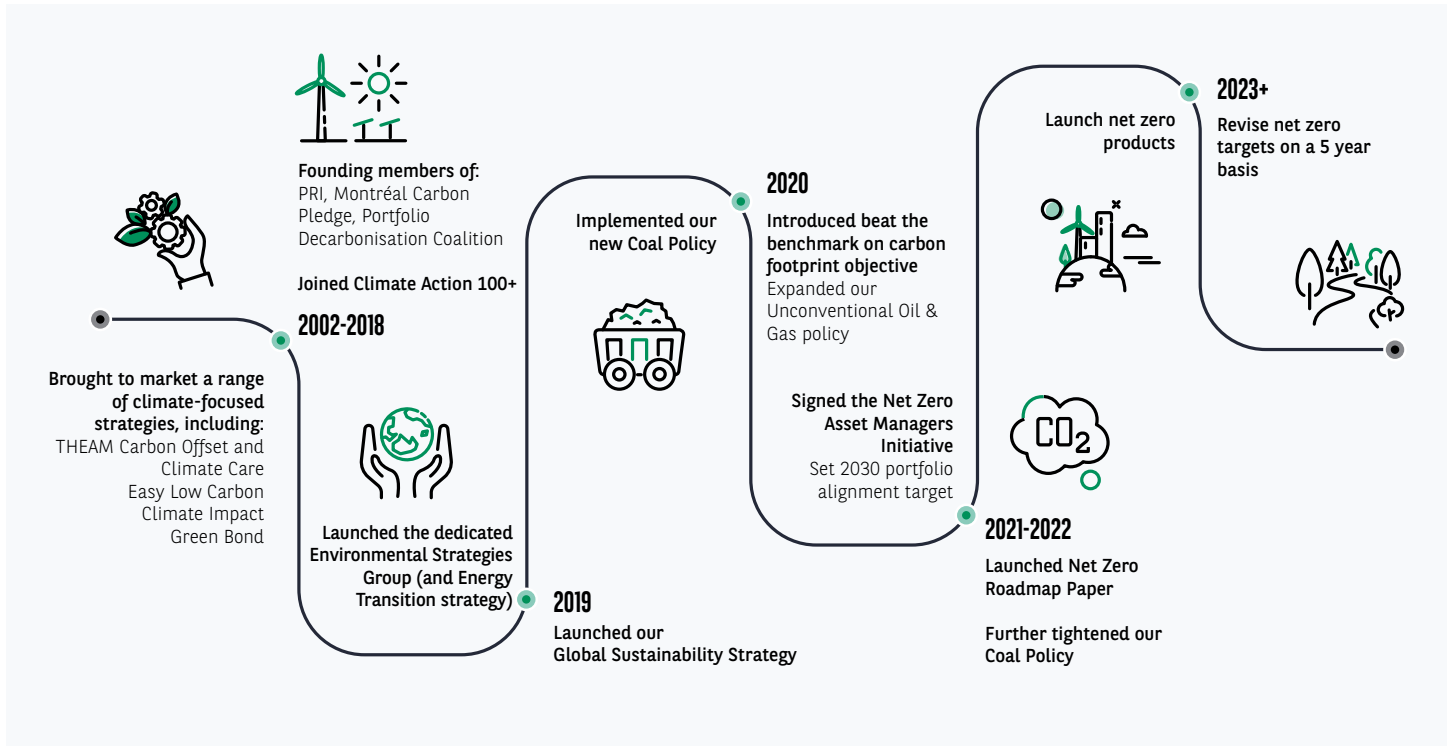 Founding members of:
PRI, Montréal Carbon
Pledge, Portfolio
Decarbonisation Coalition
Joined Climate Action 100+
2002-2018
Brought to market a range
of climate-focused
strategies, including:
THEAM Carbon Offset and
Climate Care
Easy Low Carbon
Climate Impact
Green Bond
Launched the dedicated
Environmental Strategies
Group (and Energy
Transition strategy)
2019
Launched our
Global Sustainability Strategy
Implemented our
new Coal Policy
2020
Introduced beat the
benchmark on carbon
footprint objective
Expanded our
Unconventional Oil &
Gas policy
Signed the Net Zero
Asset Managers
Initiative
Set 2030 portfolio
alignment target
CO2
2021-2022
Launched Net Zero
Roadmap Paper
Further tightened our
Coal Policy
Launch net zero
products
2023+
Revise net zero
targets on a 5 year
basis